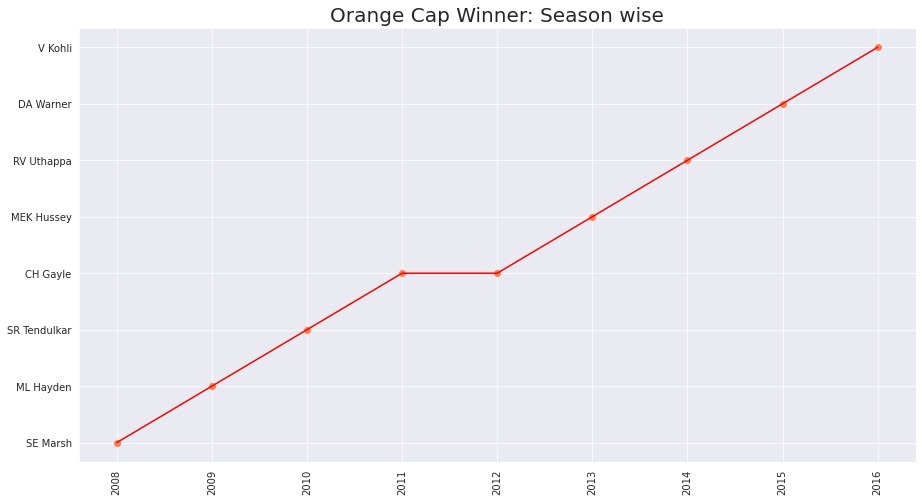 Orange Cap Winner: Season wise
V Kohli
DA Warner
RV Uthappa
MEK Hussey
CH Gayle
SR Tendulkar
ML Hayden
SE Marsh
2008
2009
2010
2011
2012
2013
2014
2015
2016